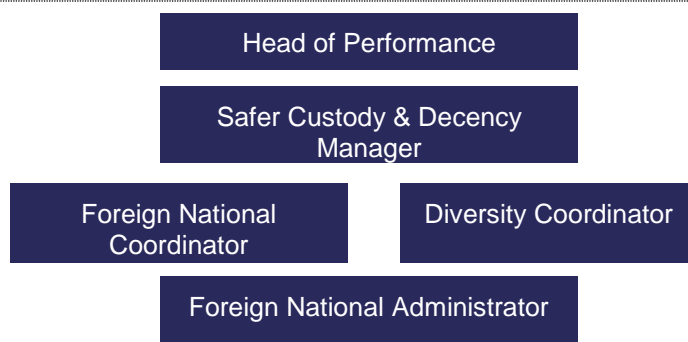 Head of Performance
Safer Custody & Decency
Manager
Foreign National
Coordinator
Diversity Coordinator
Foreign National Administrator